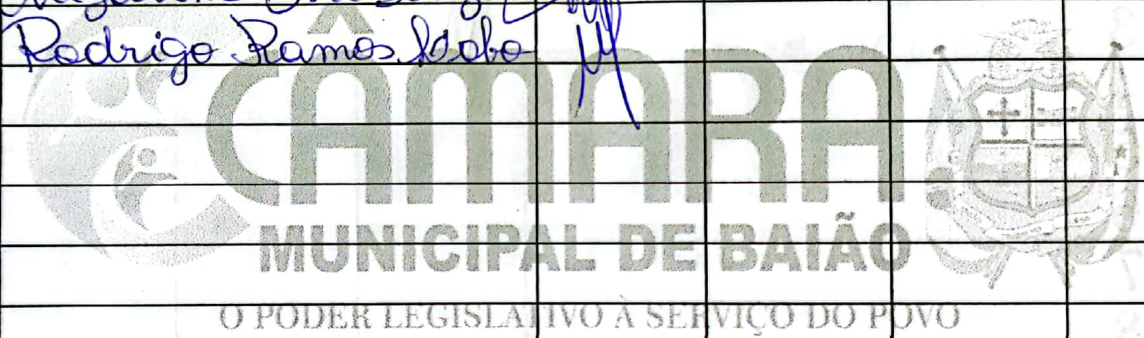 Rodrigo Ramos Lobo
CÂMARA
MUNICIPAL DE BAIÃO
O PODER LEGISLATIVO À SERVIÇO DO POVO